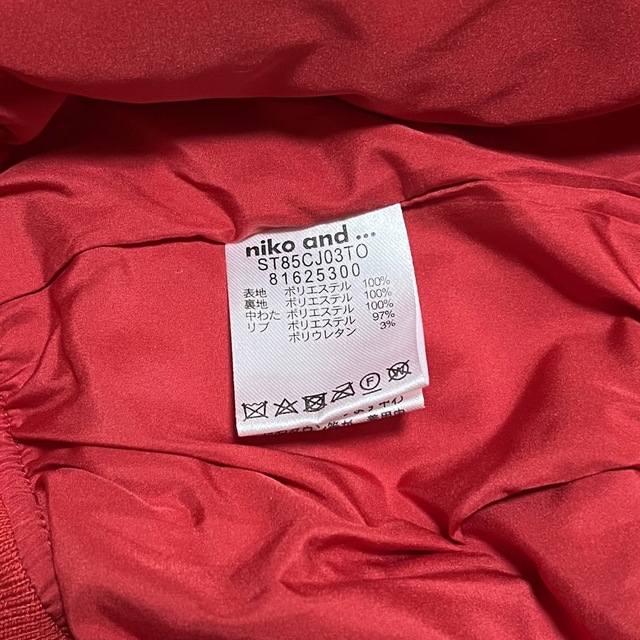 niko and ...
ST85CJ03TO
81625300
表地 ポリエステル 100%
裏地 ポリエステル 100%
中わた ポリエステル 100%
リブ ポリエステル 97%
ポリウレタン 3%
F
W